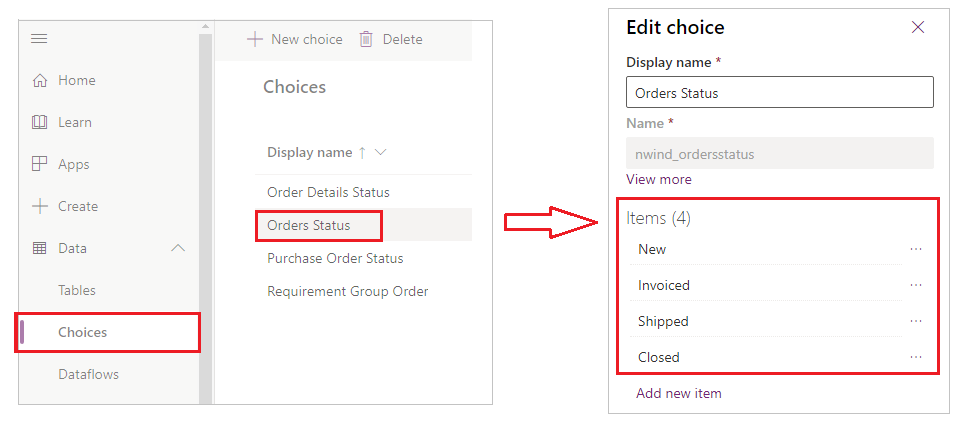 Home
Learn
Apps
Create
Data
Tables
Choices
Dataflows
New choice Delete
Choices
Display name
Order Details Status
Orders Status
Purchase Order Status
Requirement Group Order
Edit choice
Display name *
Orders Status
Name *
nwind_ordersstatus
View more
Items (4)
New
Invoiced
Shipped
Closed
Add new item